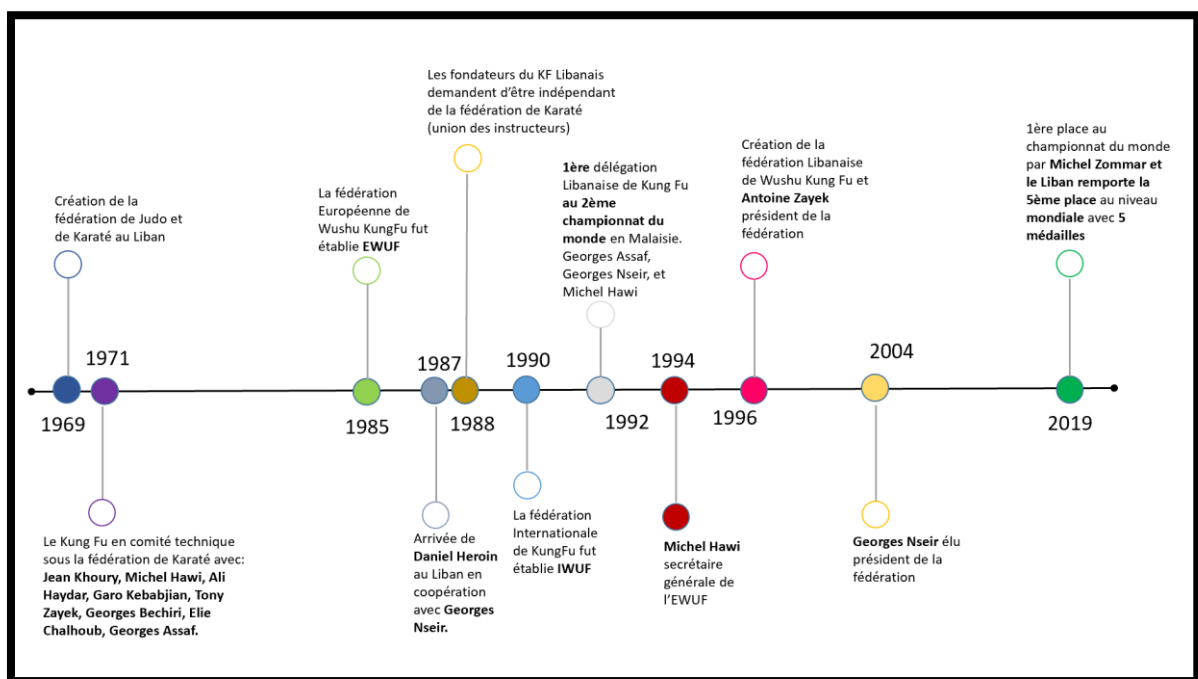 Les fondateurs du KF Libanais
demandent d'être indépendant
de la fédération de Karaté
(union des instructeurs)
1ère place au
championnat du monde
par Michel Zommar et
le Liban remporte la
5ème place au niveau
mondiale avec 5
médailles
Création de la
fédération de Judo et
de Karaté au Liban
La fédération
Européenne de
Wushu KungFu fut
établie EWUF
1ère délégation
Libanaise de Kung Fu
au 2ème
championnat du
monde en Malaisie.
Georges Assaf,
Georges Nseir, et
Michel Hawi
Création de la
fédération Libanaise
de Wushu Kung Fu et
Antoine Zayek
président de la
fédération
1971
1987
1990
1994
2004
1969
1985
1988
1992
1996
2019
Le Kung Fu en comité technique
sous la fédération de Karaté avec:
Jean Khoury, Michel Hawi, Ali
Haydar, Garo Kebabjian, Tony
Zayek, Georges Bechiri, Elie
Chalhoub, Georges Assaf.
Arrivée de
Daniel Heroin
au Liban en
coopération
avec Georges
Nseir.
La fédération
Internationale
de KungFu fut
établie IWUF
Michel Hawi
secrétaire
générale de
l'EWUF
Georges Nseir élu
président de la
fédération